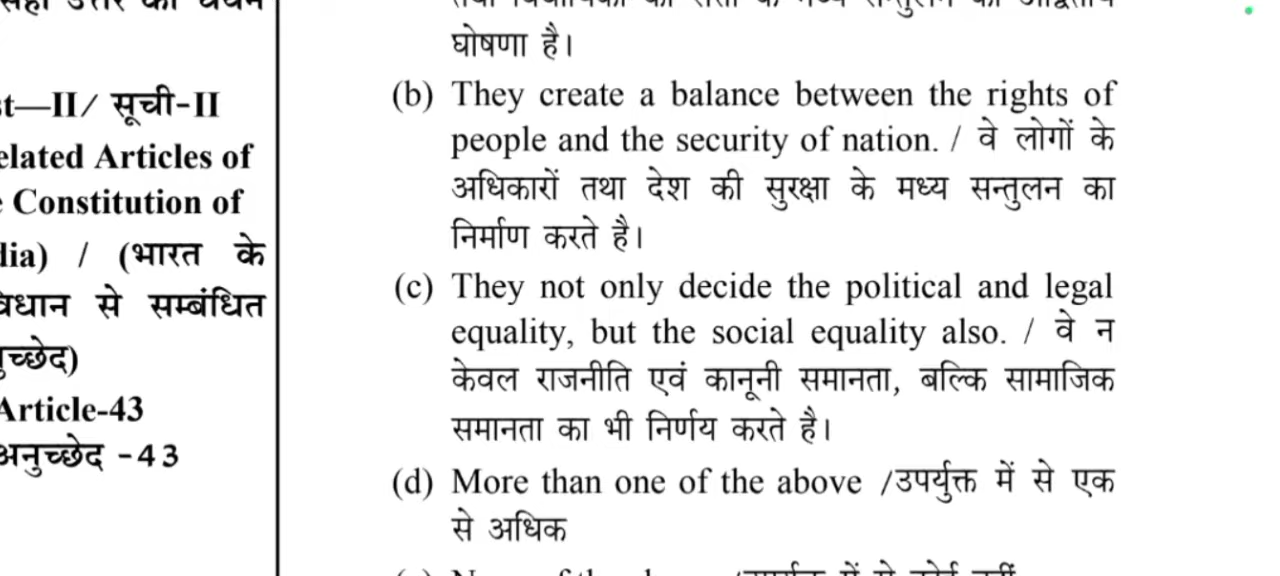 st—II/ सूची-II
elated Articles of
Constitution of
dia) / (भारत के
विधान से सम्बंधित
नुच्छेद)
Article-43
अनुच्छेद -43
घोषणा है।
(b) They create a balance between the rights of
people and the security of nation. / वे लोगों के
अधिकारों तथा देश की सुरक्षा के मध्य सन्तुलन का
निर्माण करते है।
(c) They not only decide the political and legal
equality, but the social equality also. / वे न
केवल राजनीति एवं कानूनी समानता, बल्कि सामाजिक
समानता का भी निर्णय करते है।
(d) More than one of the above /उपर्युक्त में से एक
से अधिक